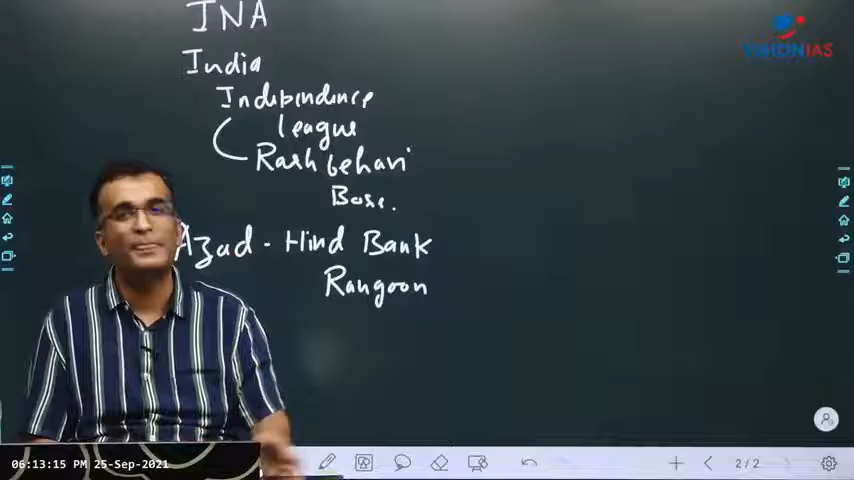 INA
VISIONIAS
India
Independence
League
Rash behari
Bose.
Azad - Hind Bank
Rangoon
06:13:15 PM 25-Sep-2021
2/2